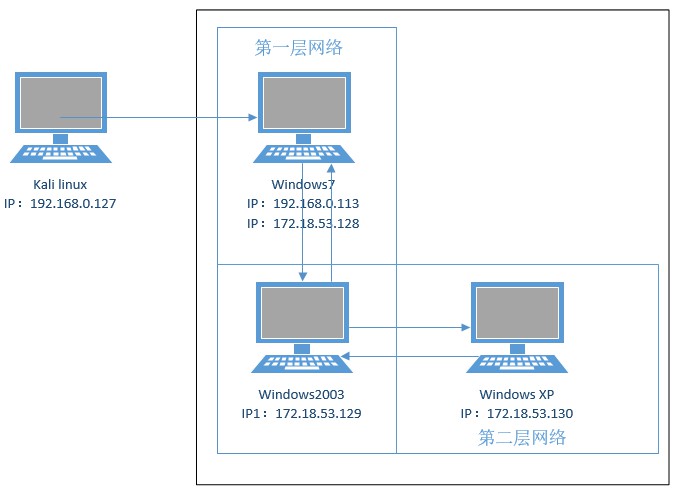 第一层网络
Kali linux
IP：192.168.0.127
Windows7
IP：192.168.0.113
IP：172.18.53.128
Windows2003
IP1：172.18.53.129
Windows XP
IP：172.18.53.130
第二层网络